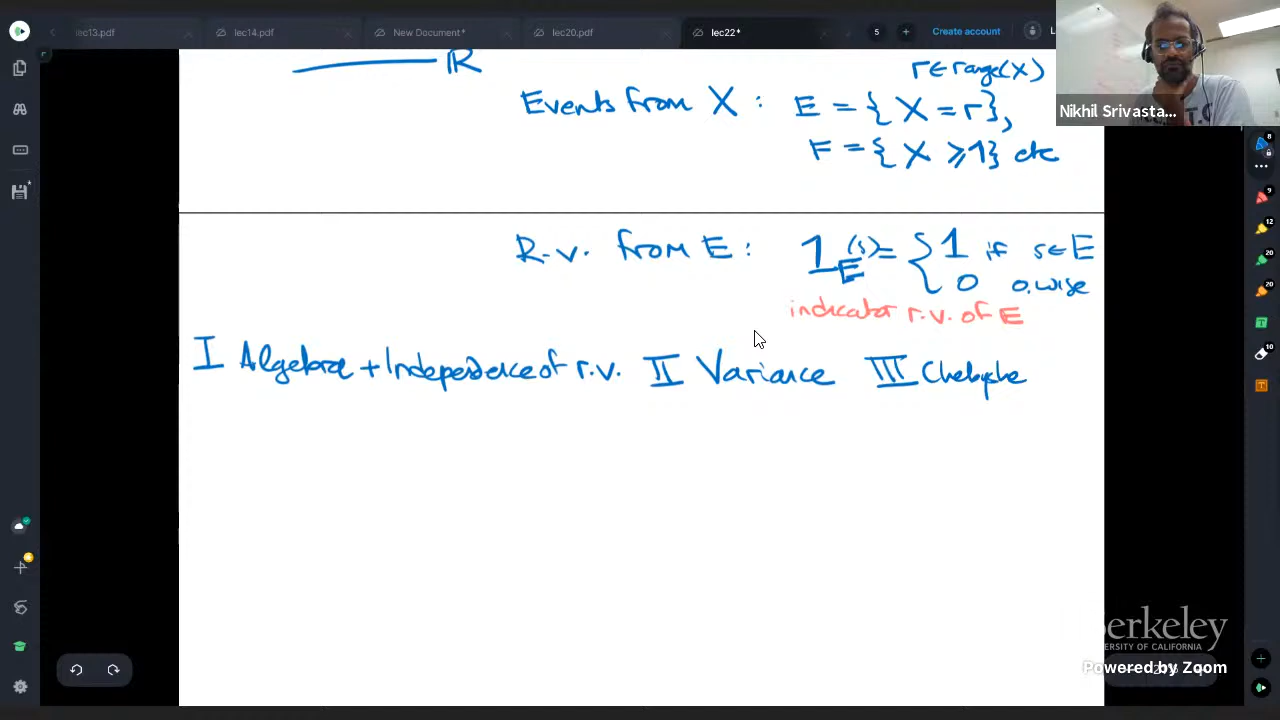 lec13.pdf lec14.pdf New Document* lec20.pdf lec22* 5 Create account
ℝ
r∈range(X)
Events from X : E = {X = r},
F = {X ⩾ 1} etc
Nikhil Srivasta...
R.v. from E : 1_E(s) = { 1 if s∈E
0 o.wise
indicator r.v. of E
I Algebra + Independence of r.v. II Variance III Chebyshe
Berkeley
UNIVERSITY OF CALIFORNIA
Powered by Zoom